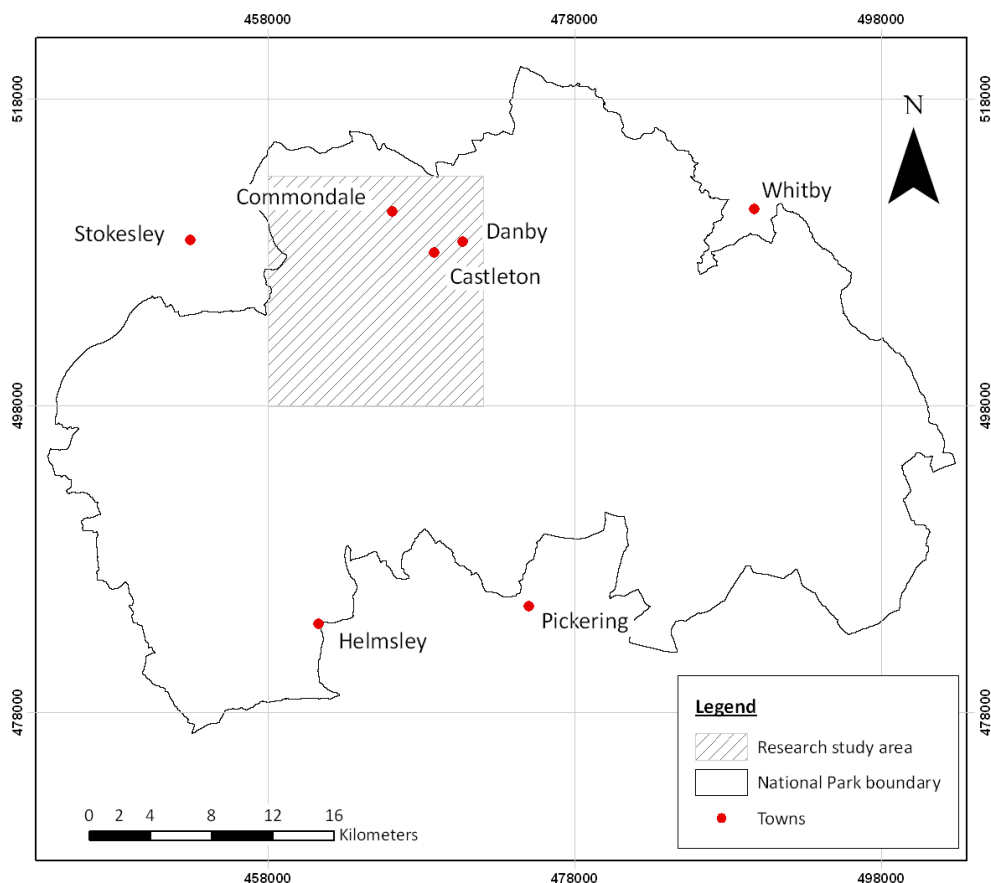 458000
478000
498000
518000
518000
N
Whitby
Commondale
Stokesley
Danby
Castleton
498000
498000
Pickering
Helmsley
478000
478000
Legend
Research study area
National Park boundary
Towns
0 2 4 8 12 16
Kilometers
458000
478000
498000